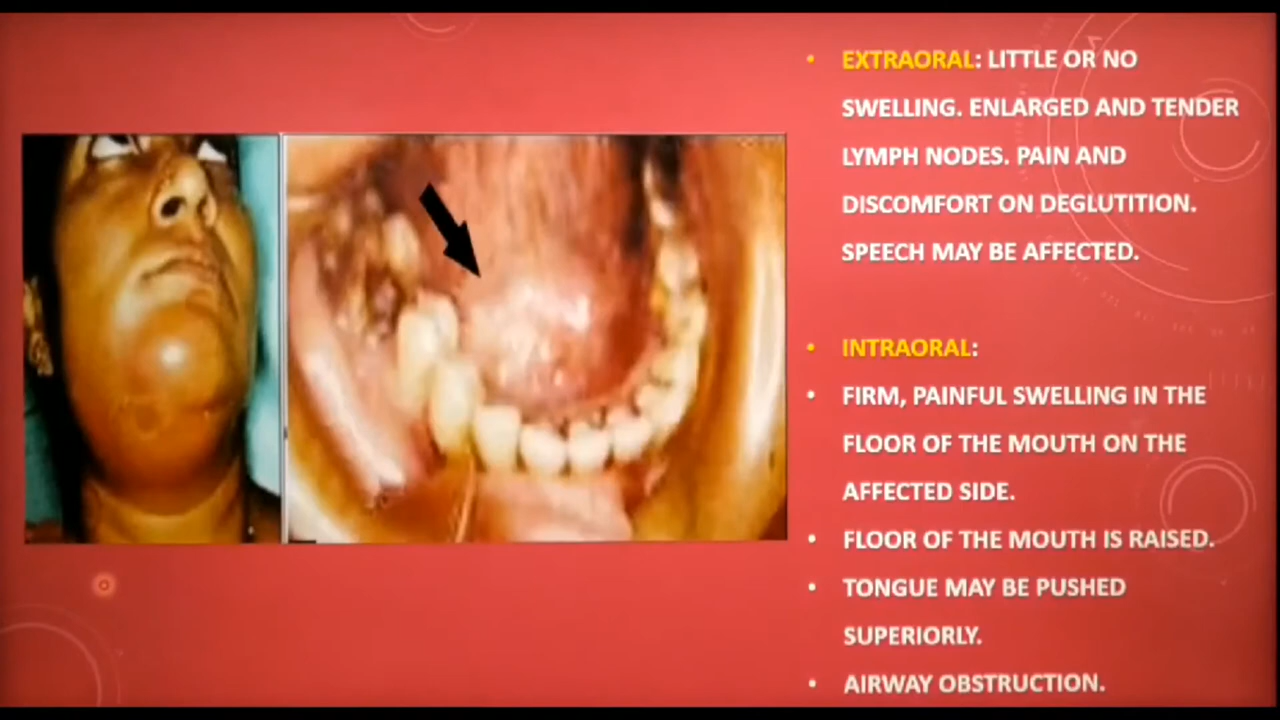 • EXTRAORAL: LITTLE OR NO
SWELLING. ENLARGED AND TENDER
LYMPH NODES. PAIN AND
DISCOMFORT ON DEGLUTITION.
SPEECH MAY BE AFFECTED.
• INTRAORAL:
• FIRM, PAINFUL SWELLING IN THE
FLOOR OF THE MOUTH ON THE
AFFECTED SIDE.
• FLOOR OF THE MOUTH IS RAISED.
• TONGUE MAY BE PUSHED
SUPERIORLY.
• AIRWAY OBSTRUCTION.